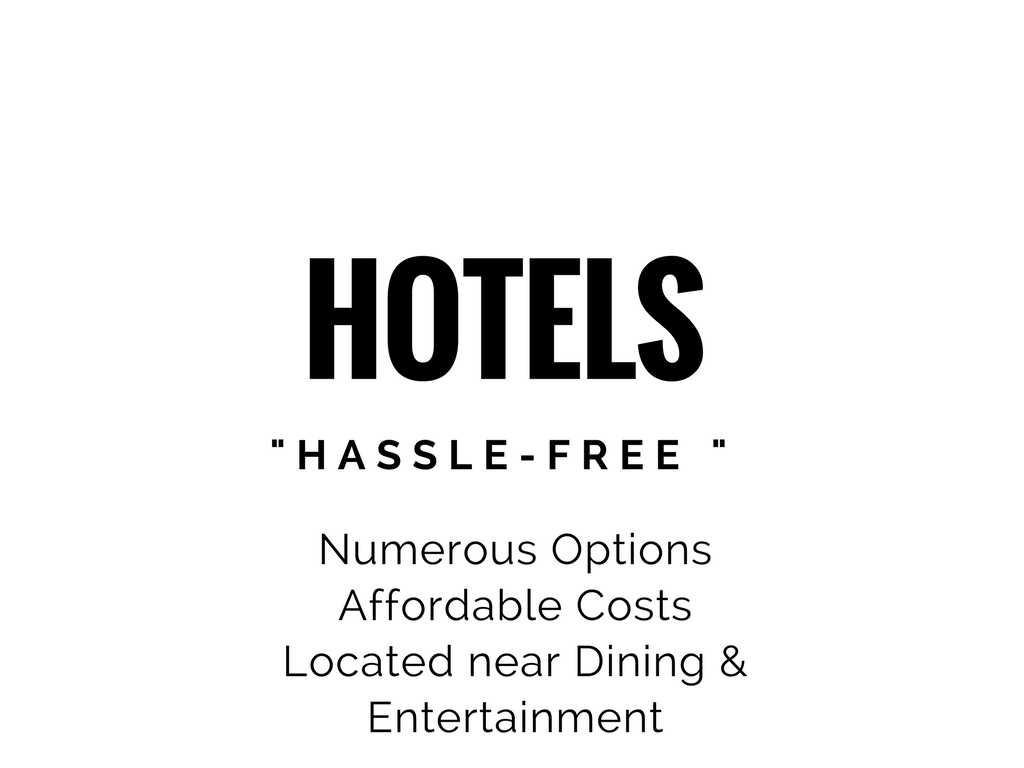 HOTELS
"HASSLE-FREE "
Numerous Options
Affordable Costs
Located near Dining &
Entertainment